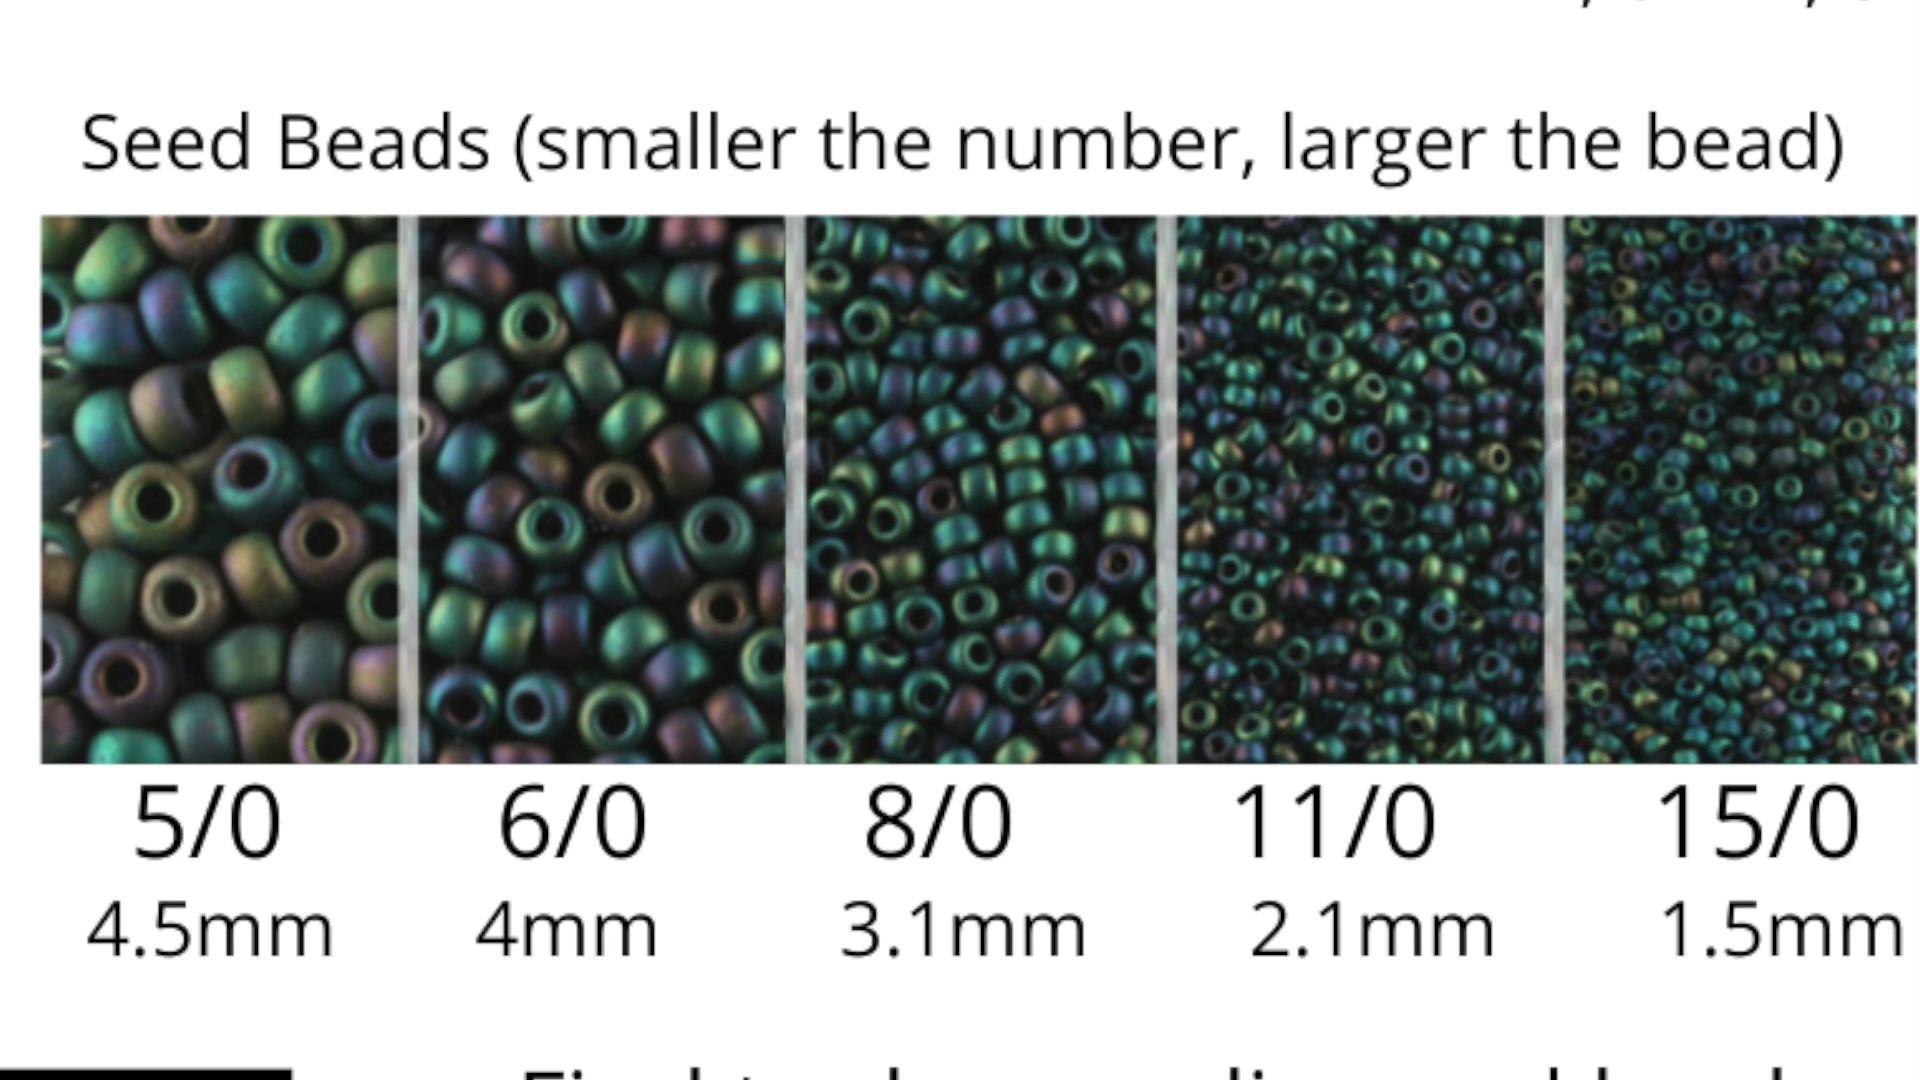 Seed Beads (smaller the number, larger the bead)
5/0 6/0 8/0 11/0 15/0
4.5mm 4mm 3.1mm 2.1mm 1.5mm